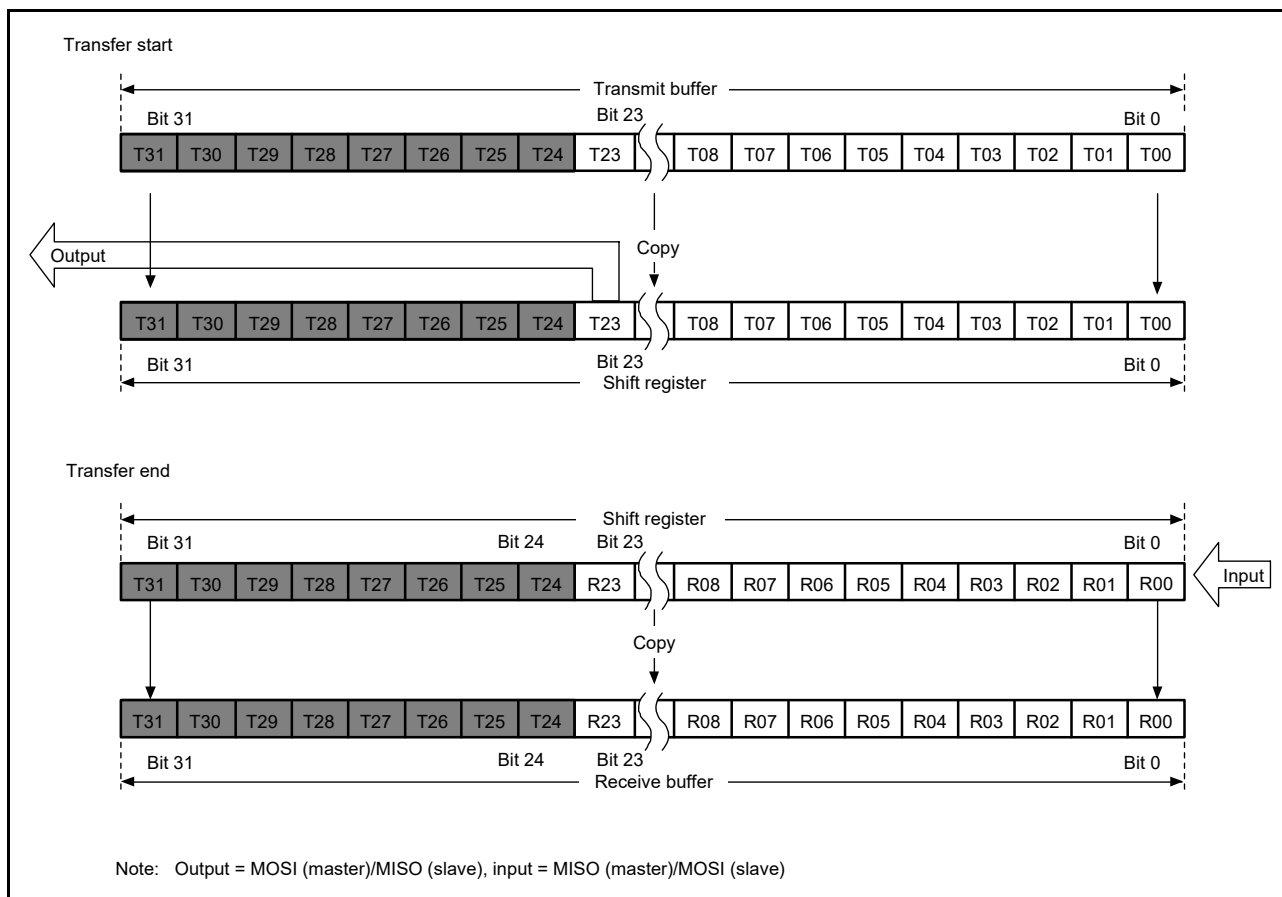 Transfer start
Transmit buffer
Bit 31 Bit 23 Bit 0
T31 T30 T29 T28 T27 T26 T25 T24 T23 T08 T07 T06 T05 T04 T03 T02 T01 T00
Copy
Output
T31 T30 T29 T28 T27 T26 T25 T24 T23 T08 T07 T06 T05 T04 T03 T02 T01 T00
Bit 31 Bit 23 Bit 0
Shift register
Transfer end
Shift register
Bit 31 Bit 24 Bit 23 Bit 0
T31 T30 T29 T28 T27 T26 T25 T24 R23 R08 R07 R06 R05 R04 R03 R02 R01 R00 Input
Copy
T31 T30 T29 T28 T27 T26 T25 T24 R23 R08 R07 R06 R05 R04 R03 R02 R01 R00
Bit 31 Bit 24 Bit 23 Bit 0
Receive buffer
Note: Output = MOSI (master)/MISO (slave), input = MISO (master)/MOSI (slave)